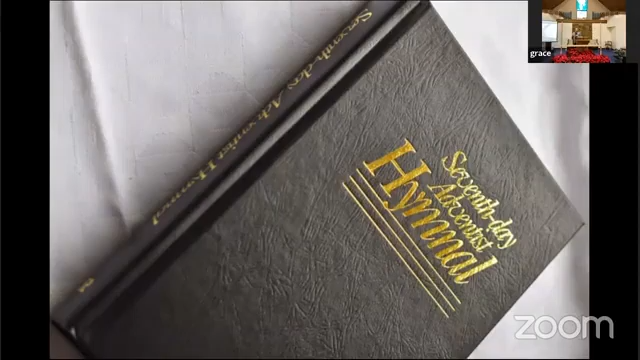 Seventh-day Adventist Hymnal
Seventh-day
Adventist
Hymnal
grace
zoom